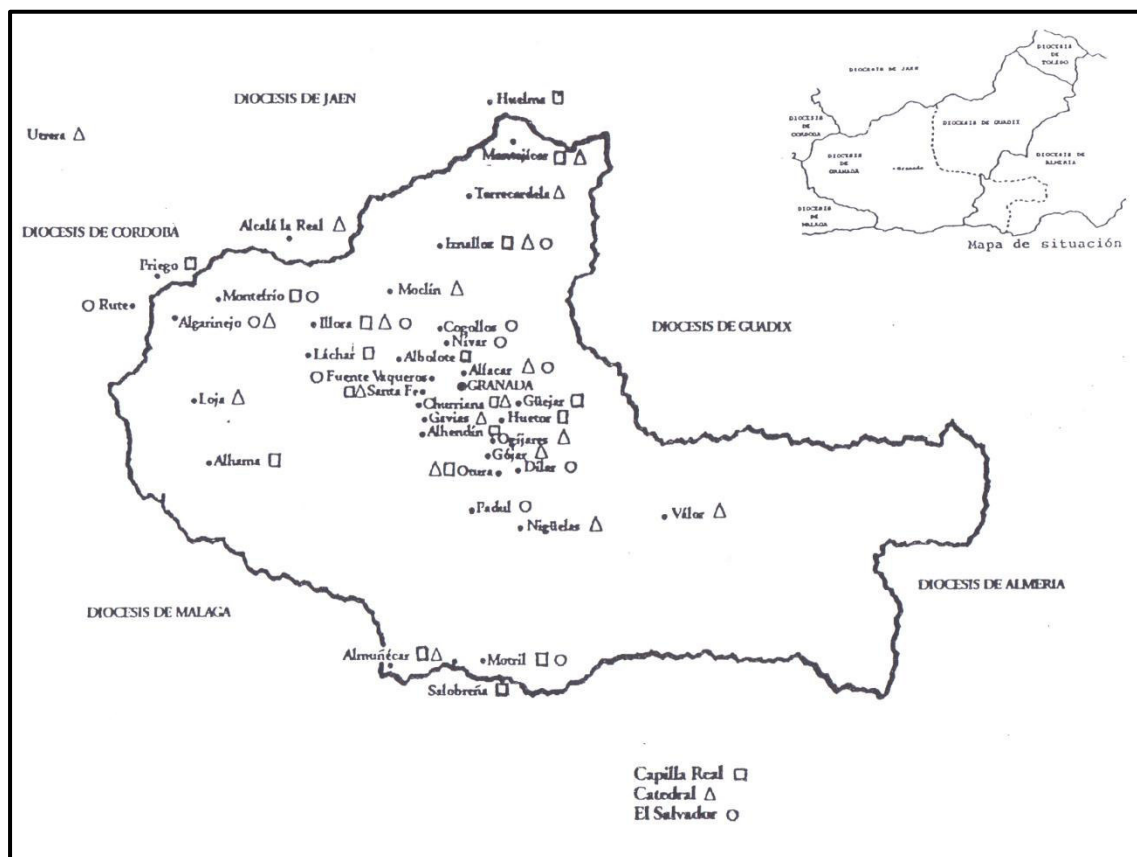 DIOCESIS DE JAEN
Huelma
Utrera
Montejícar
Torrecardela
Alcalá la Real
DIOCESIS DE CORDOBA
Iznalloz
Priego
Moclín
Montefrío
Rute
Algarinejo
Illora
Cogollos
DIOCESIS DE GUADIX
Nívar
Láchar
Albolote
Alfacar
Fuente Vaqueros
GRANADA
Santa Fe
Loja
Churriana
Güejar
Gavias
Huetor
Alhendín
Ogíjares
Gójar
Alhama
Otura
Dílar
Padul
Válor
Nigüelas
DIOCESIS DE ALMERIA
DIOCESIS DE MALAGA
Almuñécar
Motril
Salobreña
Capilla Real
Catedral
El Salvador
DIOCESIS
DE
TOLEDO
DIOCESIS DE JAEN
DIOCESIS
DE
CORDOBA
DIOCESIS DE GUADIX
DIOCESIS DE
ALMERIA
DIOCESIS
DE
GRANADA
Granada
DIOCESIS
DE
MALAGA
Mapa de situación